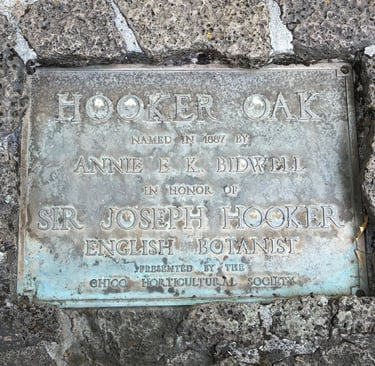 HOOKER OAK
NAMED IN 1887 BY
ANNIE E. K. BIDWELL
IN HONOR OF
SIR JOSEPH HOOKER
ENGLISH BOTANIST
PRESENTED BY THE
CHICO HORTICULTURAL SOCIETY